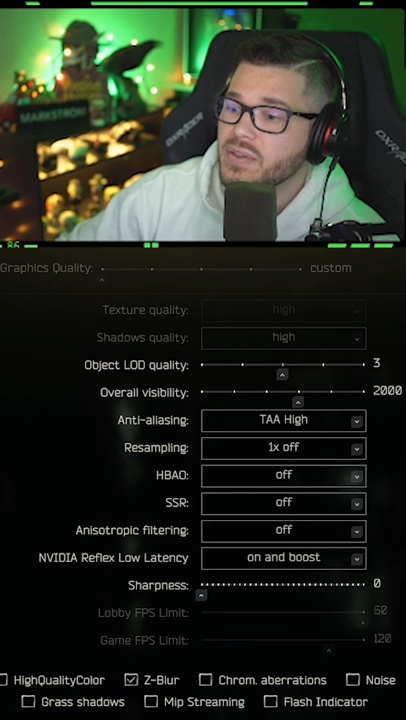 MARKSTROM
DXRACER
DXRACER
86
Graphics Quality: custom
Texture quality: high
Shadows quality: high
Object LOD quality: 3
Overall visibility: 2000
Anti-aliasing: TAA High
Resampling: 1x off
HBAO: off
SSR: off
Anisotropic filtering: off
NVIDIA Reflex Low Latency on and boost
Sharpness: 0
Lobby FPS Limit: 60
Game FPS Limit: 120
HighQualityColor Z-Blur Chrom. aberrations Noise
Grass shadows Mip Streaming Flash Indicator